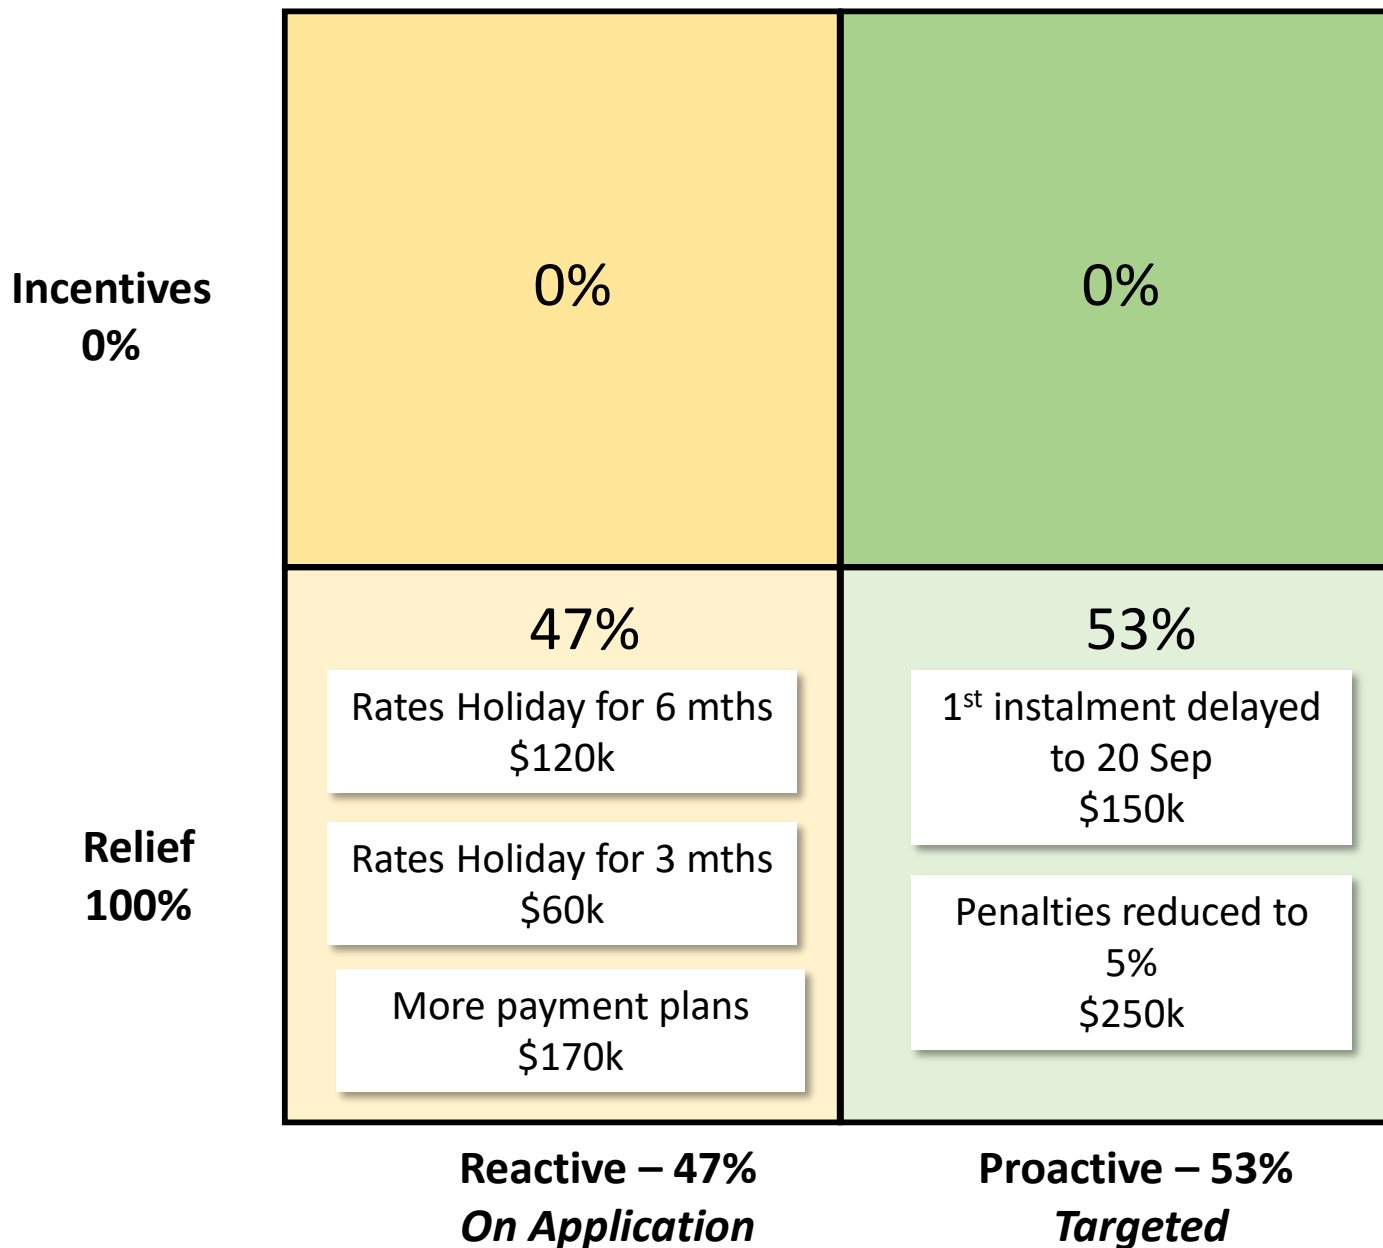 Incentives
0%
0%
0%
Relief
100%
47%
Rates Holiday for 6 mths
$120k
Rates Holiday for 3 mths
$60k
More payment plans
$170k
53%
1st instalment delayed
to 20 Sep
$150k
Penalties reduced to
5%
$250k
Reactive – 47%
On Application
Proactive – 53%
Targeted